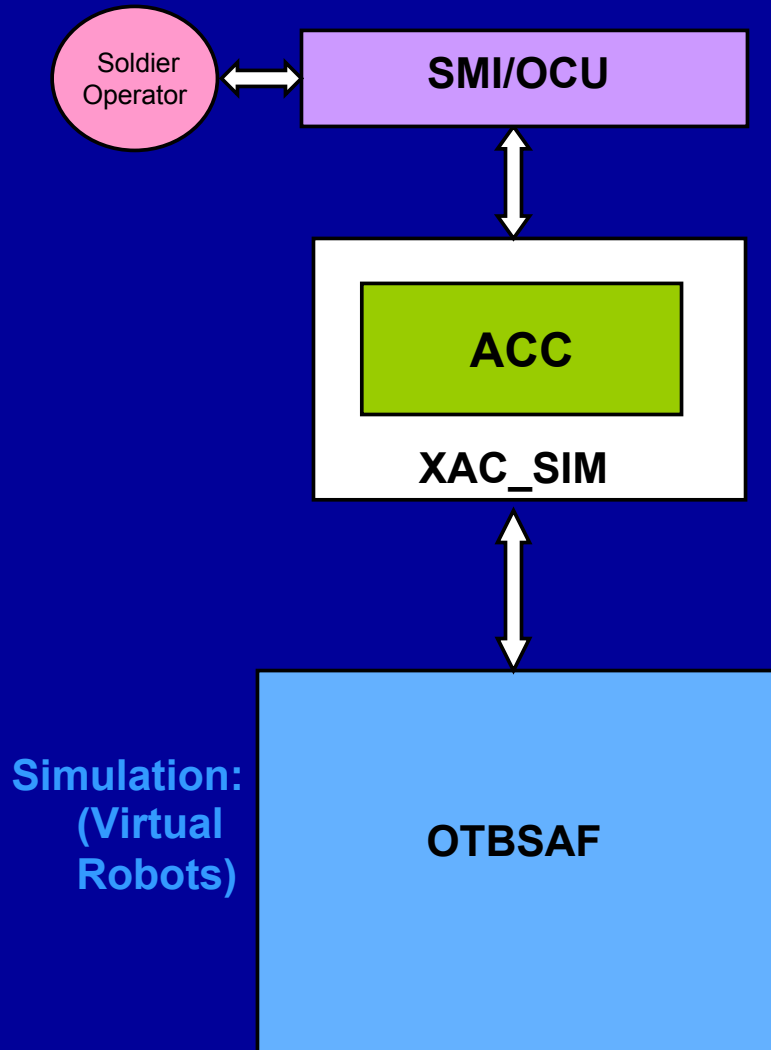 Soldier
Operator
SMI/OCU
ACC
XAC_SIM
Simulation:
(Virtual
Robots)
OTBSAF